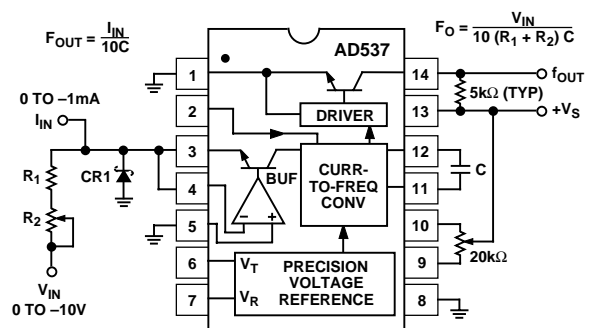 F_OUT = I_IN / 10C
F_O = V_IN / 10 (R_1 + R_2) C
AD537
1
14
f_OUT
5kΩ (TYP)
DRIVER
0 TO –1mA
I_IN
2
13
+V_S
3
12
C
R_1
CR1
BUF
CURR-
TO-FREQ
CONV
4
11
R_2
– +
5
10
20kΩ
V_IN
0 TO –10V
6
V_T
PRECISION
VOLTAGE
REFERENCE
9
7
V_R
8